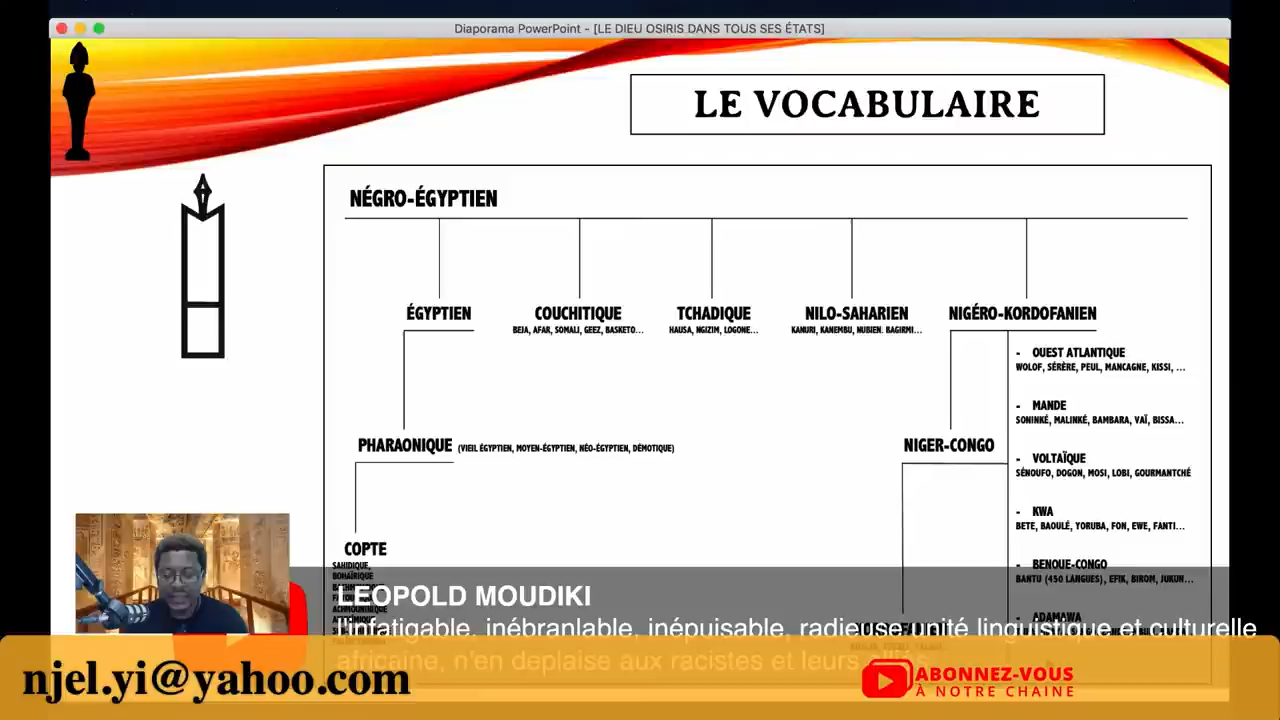 Diaporama PowerPoint - [LE DIEU OSIRIS DANS TOUS SES ÉTATS]
LE VOCABULAIRE
NÉGRO-ÉGYPTIEN
ÉGYPTIEN
COUCHITIQUE
BEJA, AFAR, SOMALI, GEEZ, BASKETO...
TCHADIQUE
HAUSA, NGIZIM, LOGONE...
NILO-SAHARIEN
KANURI, KANEMBU, NUBIEN. BAGIRMI...
NIGÉRO-KORDOFANIEN
- OUEST ATLANTIQUE
WOLOF, SÉRÈRE, PEUL, MANCAGNE, KISSI, ...
- MANDE
SONINKÉ, MALINKÉ, BAMBARA, VAÏ, BISSA...
PHARAONIQUE (VIEIL ÉGYPTIEN, MOYEN-ÉGYPTIEN, NÉO-ÉGYPTIEN, DÉMOTIQUE)
NIGER-CONGO
- VOLTAÏQUE
SÉNOUFO, DOGON, MOSI, LOBI, GOURMANTCHÉ
- KWA
BETE, BAOULÉ, YORUBA, FON, EWE, FANTI...
COPTE
SAHIDIQUE,
BOHAÏRIQUE
- BENOUE-CONGO
BANTU (450 LANGUES), EFIK, BIROM, JUKUN...
- ADAMAWA
LEOPOLD MOUDIKI
l'infatigable, inébranlable, inépuisable, radieuse unité linguistique et culturelle
africaine, n'en deplaise aux racistes et leurs
njel.yi@yahoo.com
ABONNEZ-VOUS
À NOTRE CHAINE